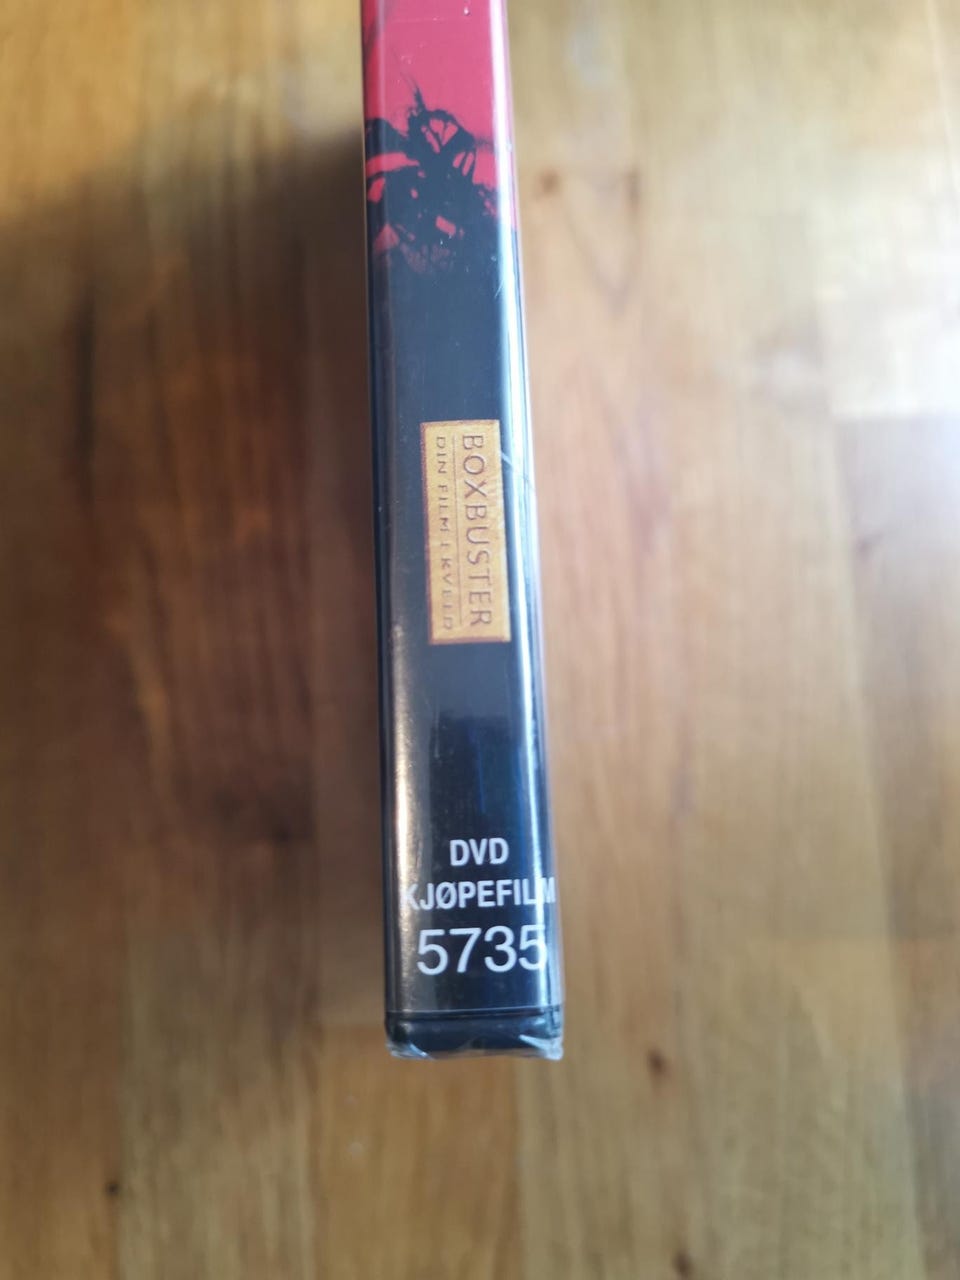 BOXBUSTER
DIN FILM I KVELD
DVD
KJØPEFILM
5735